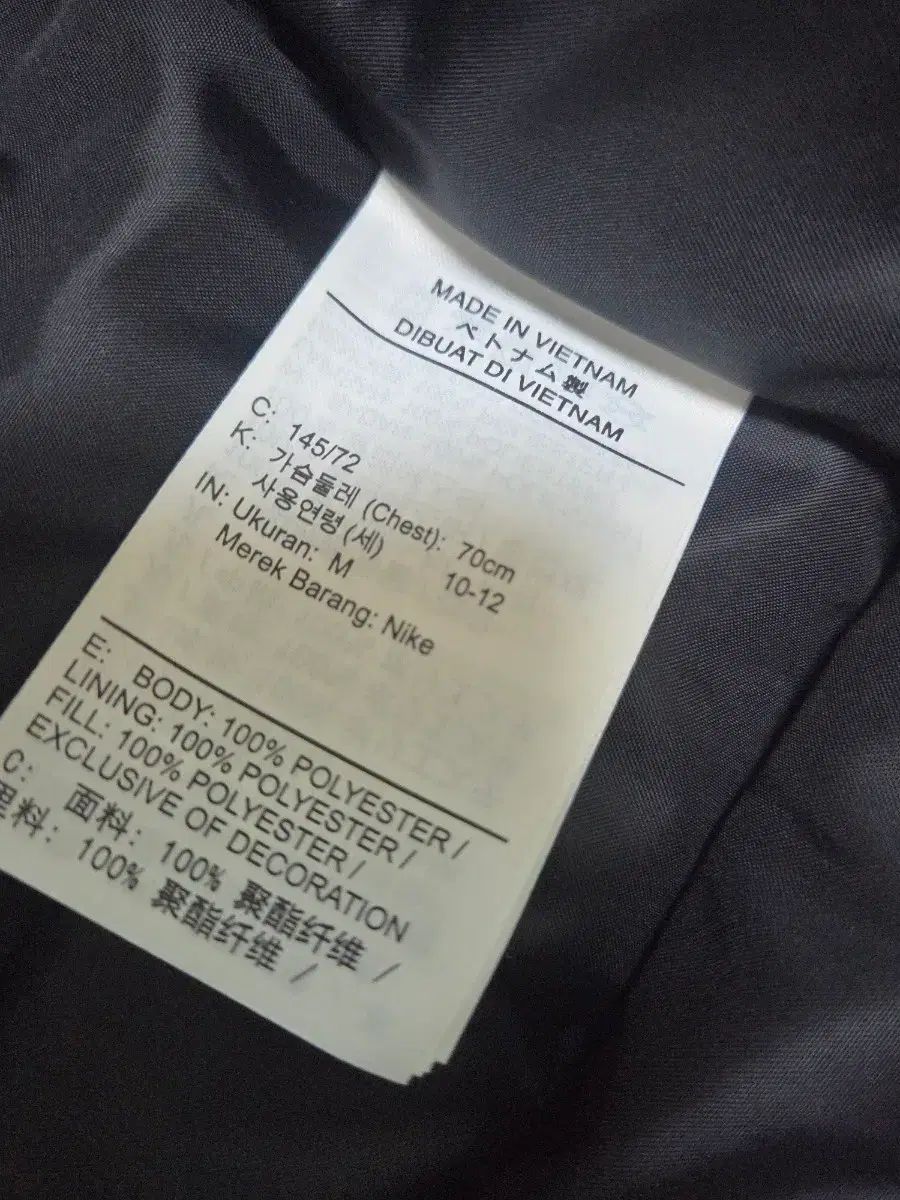 MADE IN VIETNAM
ベトナム製
DIBUAT DI VIETNAM
C: 145/72
K: 가슴둘레 (Chest): 70cm
사용연령 (세) 10-12
IN: Ukuran: M
Merek Barang: Nike
E: BODY: 100% POLYESTER /
LINING: 100% POLYESTER /
FILL: 100% POLYESTER /
EXCLUSIVE OF DECORATION
C: 面料: 100% 聚酯纤维 /
里料: 100% 聚酯纤维 /